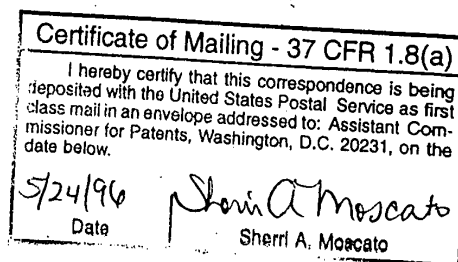 Certificate of Mailing - 37 CFR 1.8(a)
I hereby certify that this correspondence is being
deposited with the United States Postal Service as first
class mail in an envelope addressed to: Assistant Com-
missioner for Patents, Washington, D.C. 20231, on the
date below.
5/24/96 Sherri A Moscato
Date Sherri A. Moscato